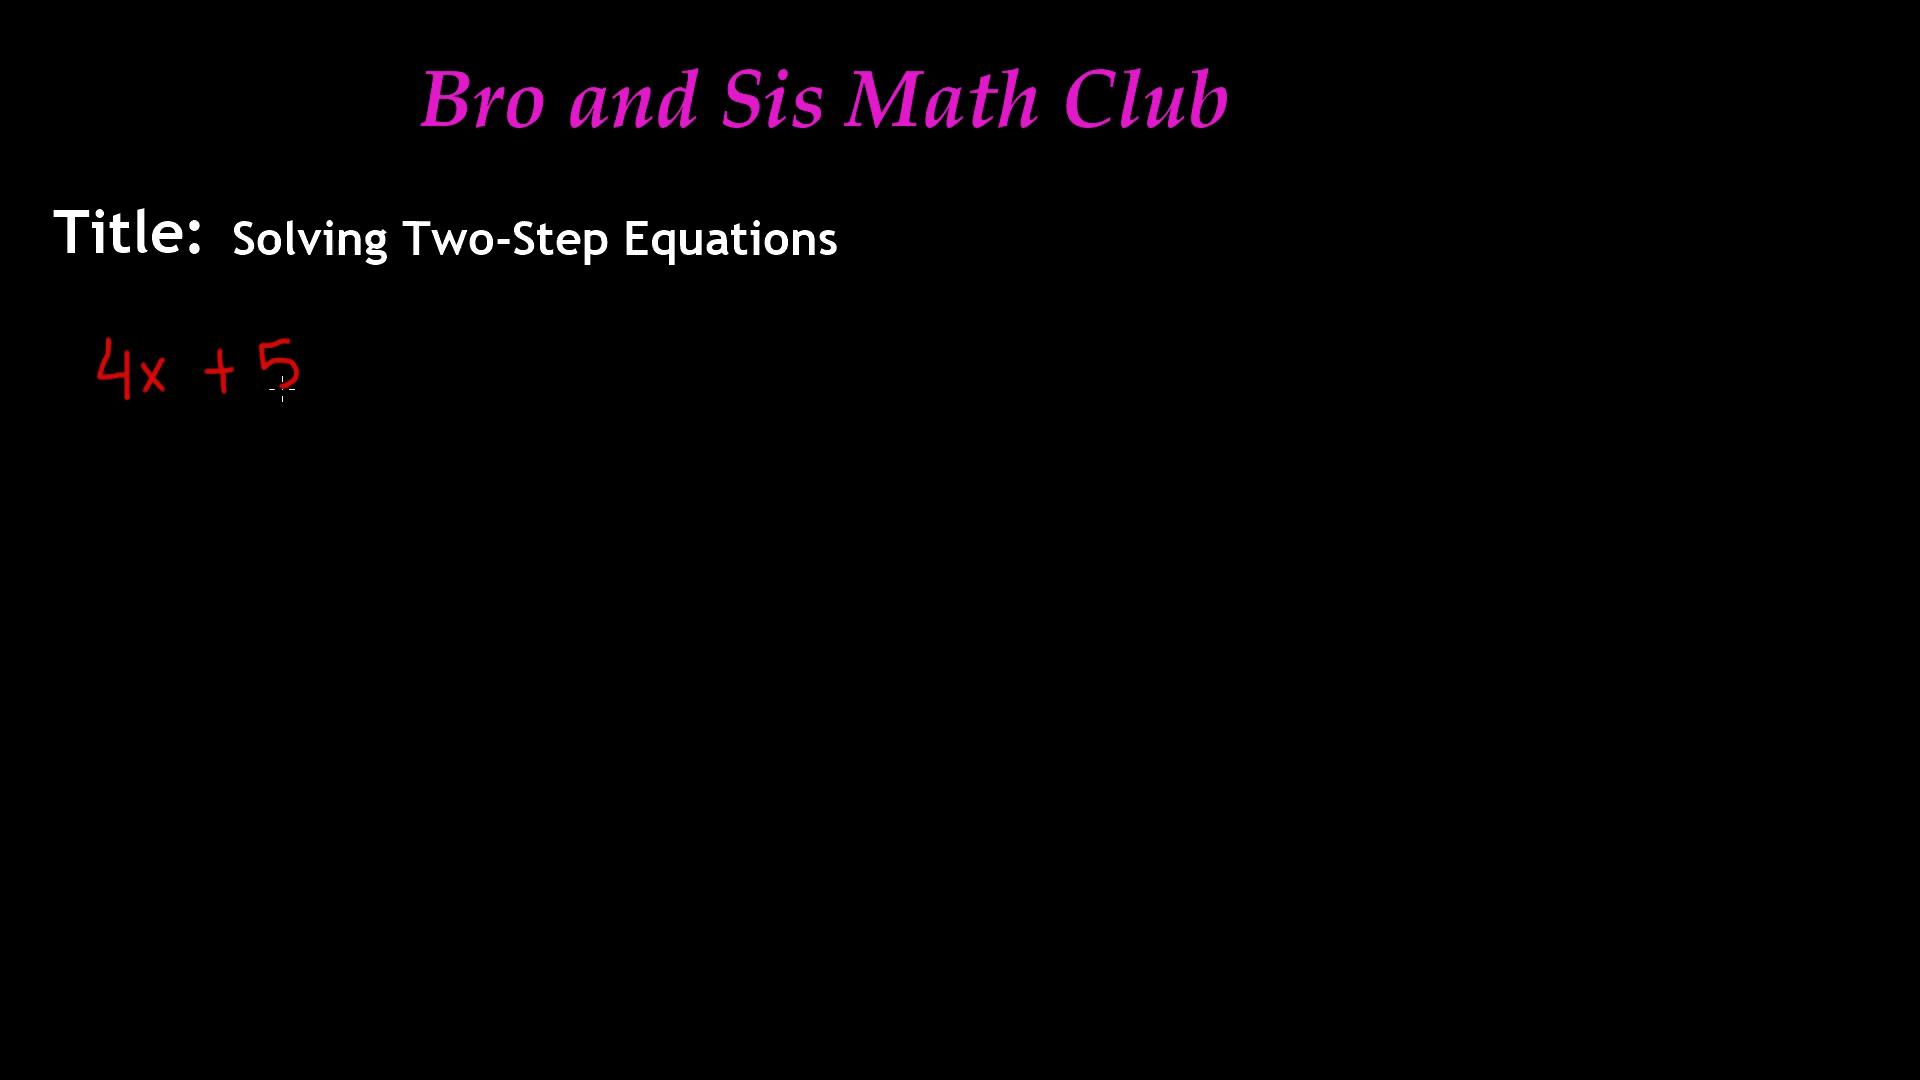 Bro and Sis Math Club
Title: Solving Two-Step Equations
4x + 5